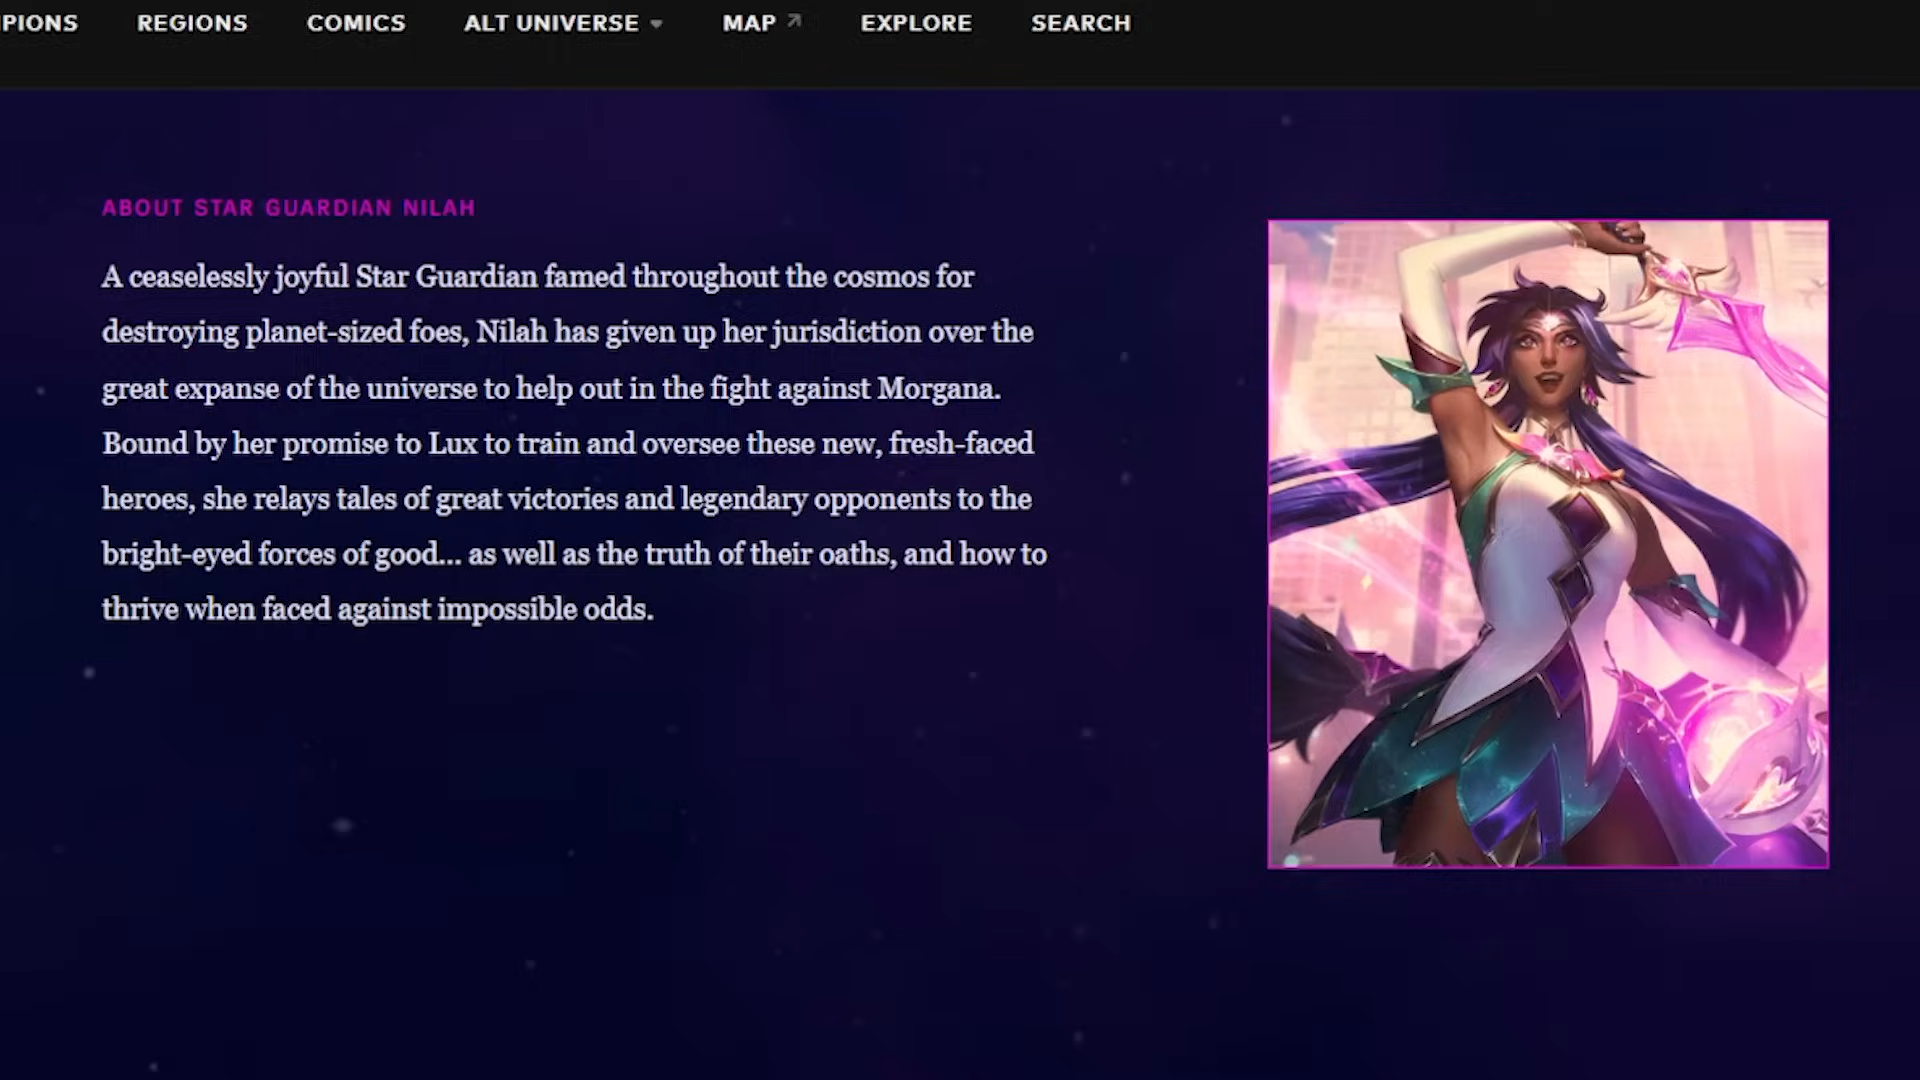 PIONS REGIONS COMICS ALT UNIVERSE MAP EXPLORE SEARCH
ABOUT STAR GUARDIAN NILAH
A ceaselessly joyful Star Guardian famed throughout the cosmos for
destroying planet-sized foes, Nilah has given up her jurisdiction over the
great expanse of the universe to help out in the fight against Morgana.
Bound by her promise to Lux to train and oversee these new, fresh-faced
heroes, she relays tales of great victories and legendary opponents to the
bright-eyed forces of good... as well as the truth of their oaths, and how to
thrive when faced against impossible odds.